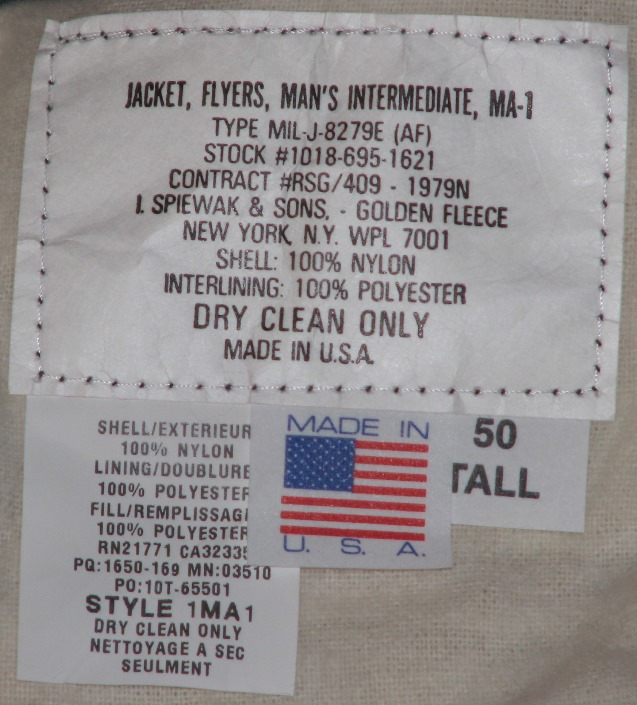 JACKET, FLYERS, MAN'S INTERMEDIATE, MA-1
TYPE MIL-J-8279E (AF)
STOCK #1018-695-1621
CONTRACT #RSG/409 - 1979N
I. SPIEWAK & SONS, - GOLDEN FLEECE
NEW YORK, N.Y. WPL 7001
SHELL: 100% NYLON
INTERLINING: 100% POLYESTER
DRY CLEAN ONLY
MADE IN U.S.A.
SHELL/EXTERIEUR
100% NYLON
LINING/DOUBLURE
100% POLYESTER
FILL/REMPLISSAG
100% POLYESTER
RN21771 CA3233
PQ:1650-169 MN:03510
PO:10T-65501
STYLE 1MA1
DRY CLEAN ONLY
NETTOYAGE A SEC
SEULMENT
MADE IN
U. S. A.
50
TALL